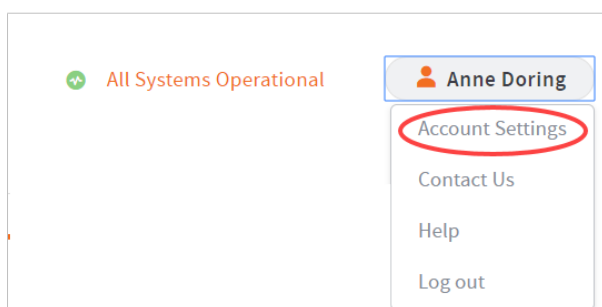 All Systems Operational
Anne Doring
Account Settings
Contact Us
Help
Log out